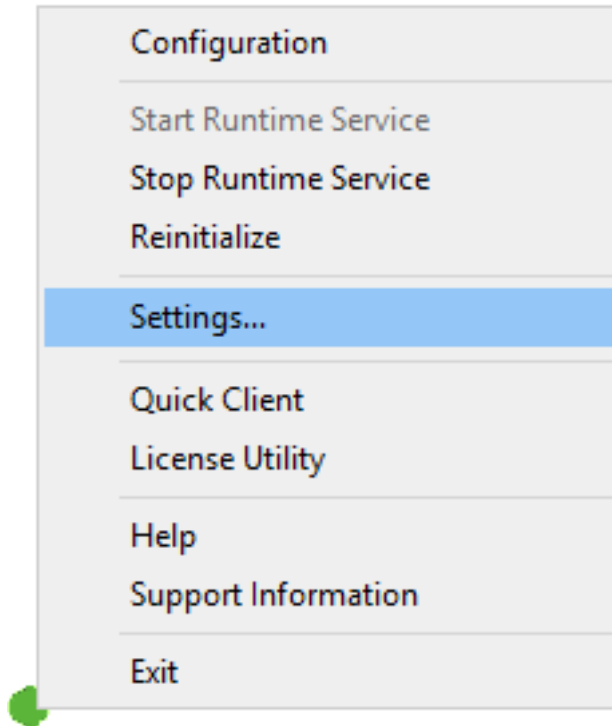 Configuration
Start Runtime Service
Stop Runtime Service
Reinitialize
Settings...
Quick Client
License Utility
Help
Support Information
Exit